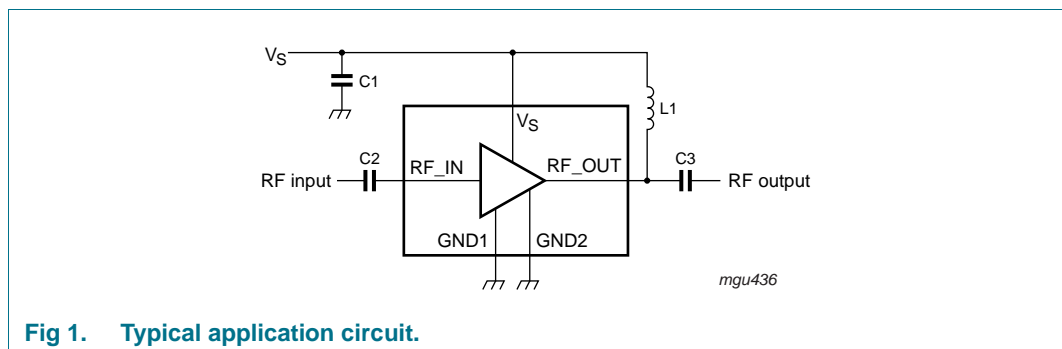 VS
C1
L1
VS
C2
RF_IN
RF_OUT
C3
RF input
RF output
GND1
GND2
mgu436
Fig 1. Typical application circuit.